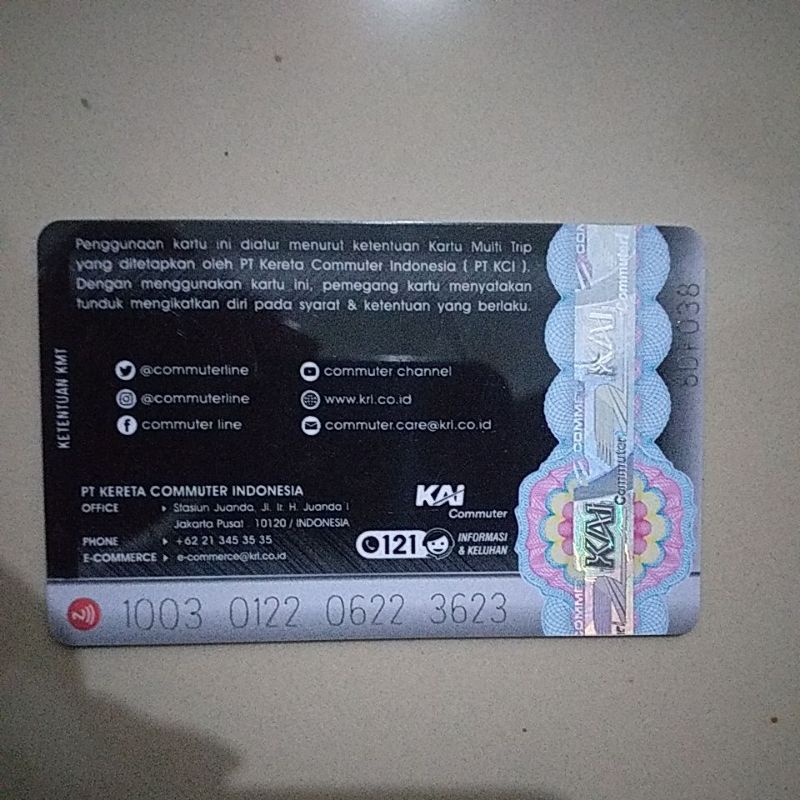 Penggunaan kartu ini diatur menurut ketentuan Kartu Multi Trip
yang ditetapkan oleh PT Kereta Commuter Indonesia ( PT KCI ).
Dengan menggunakan kartu ini, pemegang kartu menyatakan
tunduk mengikatkan diri pada syarat & ketentuan yang berlaku.
KETENTUAN KMT
@commuterline
commuter channel
@commuterline
www.krl.co.id
commuter line
commuter.care@krl.co.id
PT KERETA COMMUTER INDONESIA
OFFICE Stasiun Juanda, Jl. Ir. H. Juanda I
Jakarta Pusat 10120 / INDONESIA
PHONE +62 21 345 35 35
E-COMMERCE e-commerce@krl.co.id
KAI
Commuter
121 INFORMASI
& KELUHAN
1003 0122 0622 3623
KAI Commuter
KAI Commuter